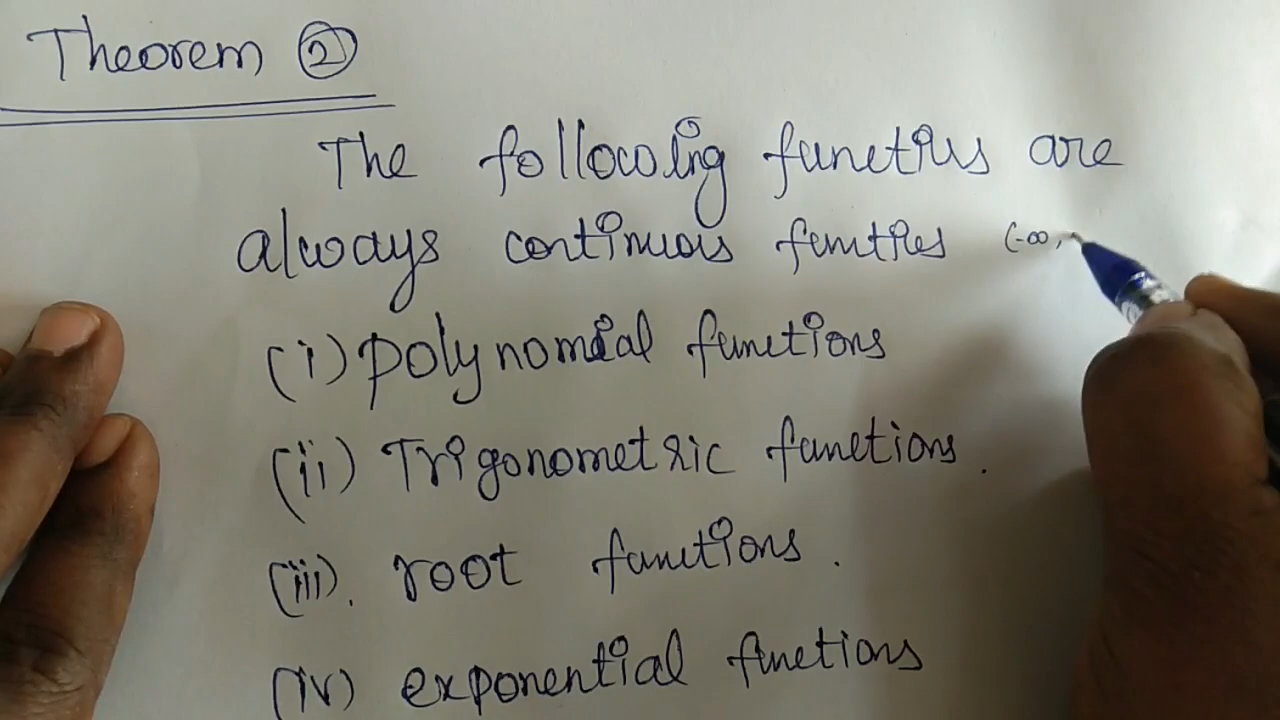 Theorem ②
The following functions are
always continuous functions (-∞,
(i) polynomial functions
(ii) Trigonometric functions.
(iii). root functions.
(iv) exponential functions